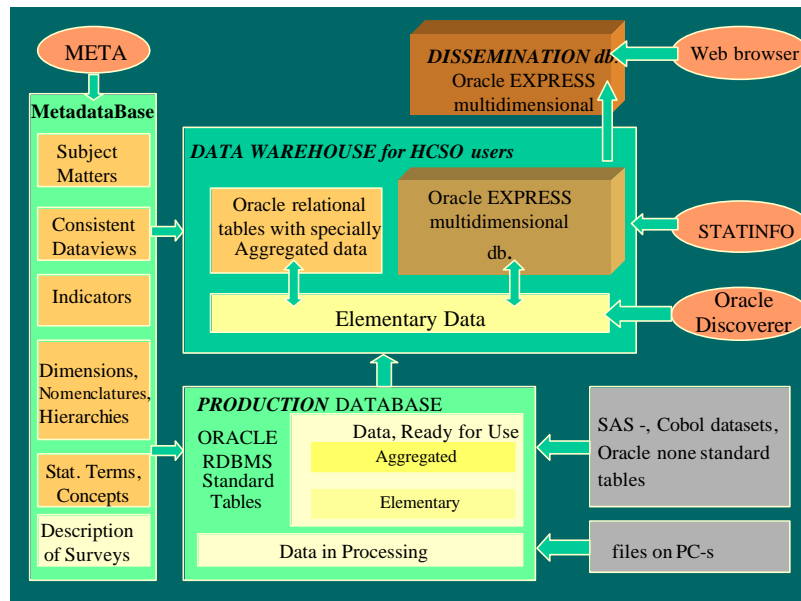 META
MetadataBase
Subject
Matters
Consistent
Dataviews
Indicators
Dimensions,
Nomenclatures,
Hierarchies
Stat. Terms,
Concepts
Description
of Surveys
DISSEMINATION db.
Oracle EXPRESS
multidimensional
Web browser
DATA WAREHOUSE for HCSO users
Oracle relational
tables with specially
Aggregated data
Oracle EXPRESS
multidimensional
db.
STATINFO
Elementary Data
Oracle
Discoverer
PRODUCTION DATABASE
ORACLE
RDBMS
Standard
Tables
Data, Ready for Use
Aggregated
Elementary
Data in Processing
SAS -, Cobol datasets,
Oracle none standard
tables
files on PC-s